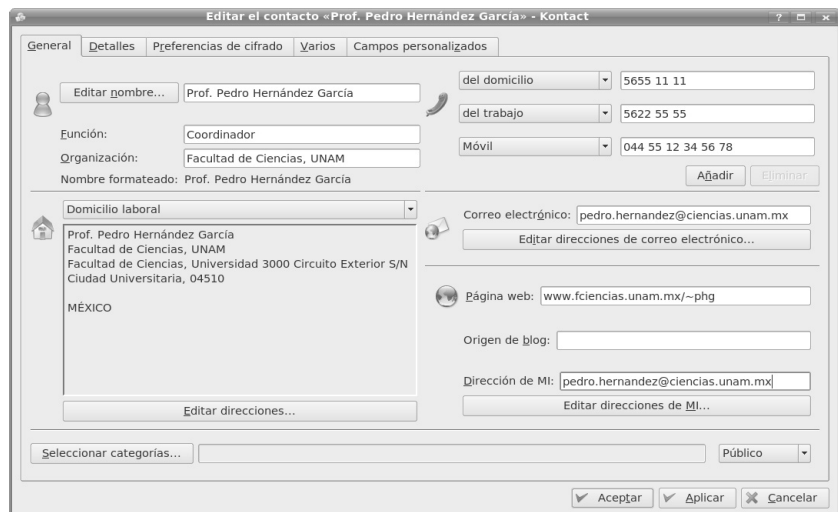 Editar el contacto «Prof. Pedro Hernández García» - Kontact
General Detalles Preferencias de cifrado Varios Campos personalizados
Editar nombre... Prof. Pedro Hernández García
Función: Coordinador
Organización: Facultad de Ciencias, UNAM
Nombre formateado: Prof. Pedro Hernández García
del domicilio 5655 11 11
del trabajo 5622 55 55
Móvil 044 55 12 34 56 78
Añadir Eliminar
Domicilio laboral
Prof. Pedro Hernández García
Facultad de Ciencias, UNAM
Facultad de Ciencias, Universidad 3000 Circuito Exterior S/N
Ciudad Universitaria, 04510
MÉXICO
Editar direcciones...
Correo electrónico: pedro.hernandez@ciencias.unam.mx
Editar direcciones de correo electrónico...
Página web: www.fciencias.unam.mx/~phg
Origen de blog:
Dirección de MI: pedro.hernandez@ciencias.unam.mx
Editar direcciones de MI...
Seleccionar categorías... Público
Aceptar Aplicar Cancelar